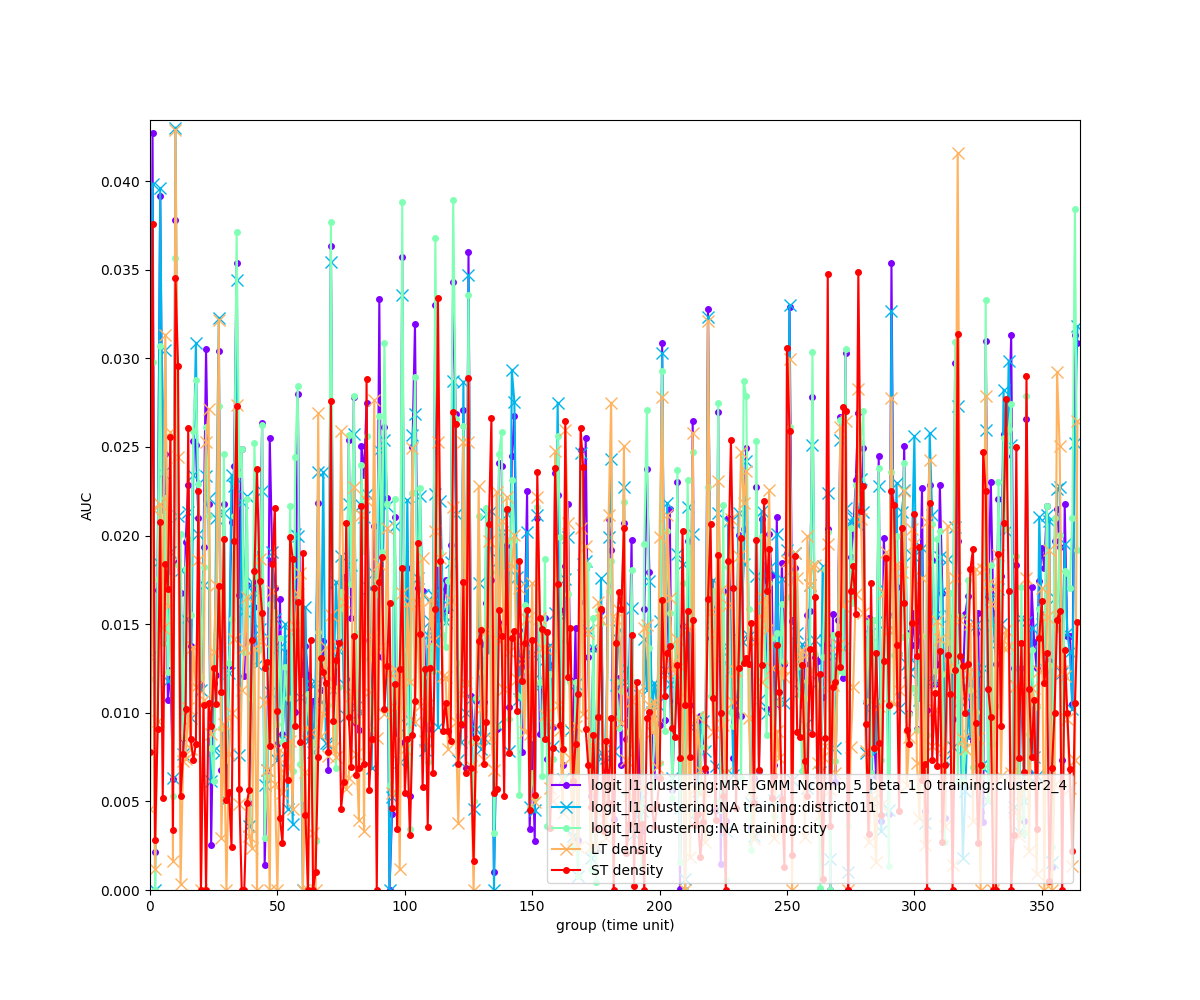 0.040
0.035
0.030
0.025
AUC
0.020
0.015
0.010
0.005
0.000
logit_l1 clustering:MRF_GMM_Ncomp_5_beta_1_0 training:cluster2_4
logit_l1 clustering:NA training:district011
logit_l1 clustering:NA training:city
LT density
ST density
0 50 100 150 200 250 300 350
group (time unit)